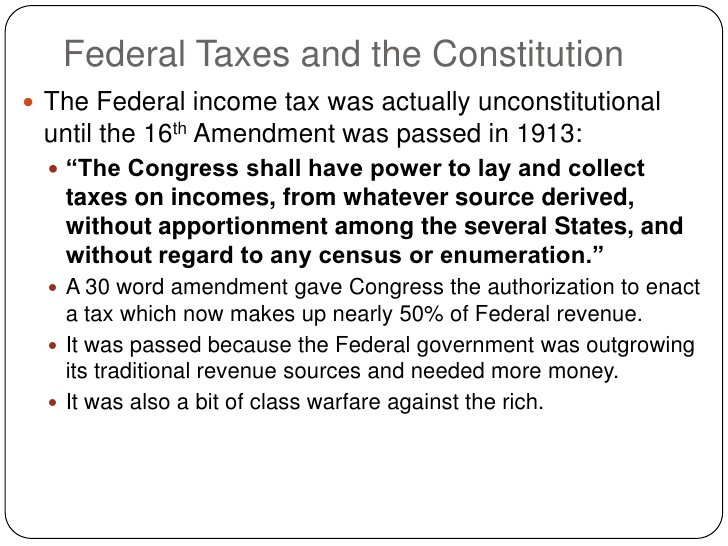 Federal Taxes and the Constitution
• The Federal income tax was actually unconstitutional
until the 16th Amendment was passed in 1913:
• “The Congress shall have power to lay and collect
taxes on incomes, from whatever source derived,
without apportionment among the several States, and
without regard to any census or enumeration.”
• A 30 word amendment gave Congress the authorization to enact
a tax which now makes up nearly 50% of Federal revenue.
• It was passed because the Federal government was outgrowing
its traditional revenue sources and needed more money.
• It was also a bit of class warfare against the rich.